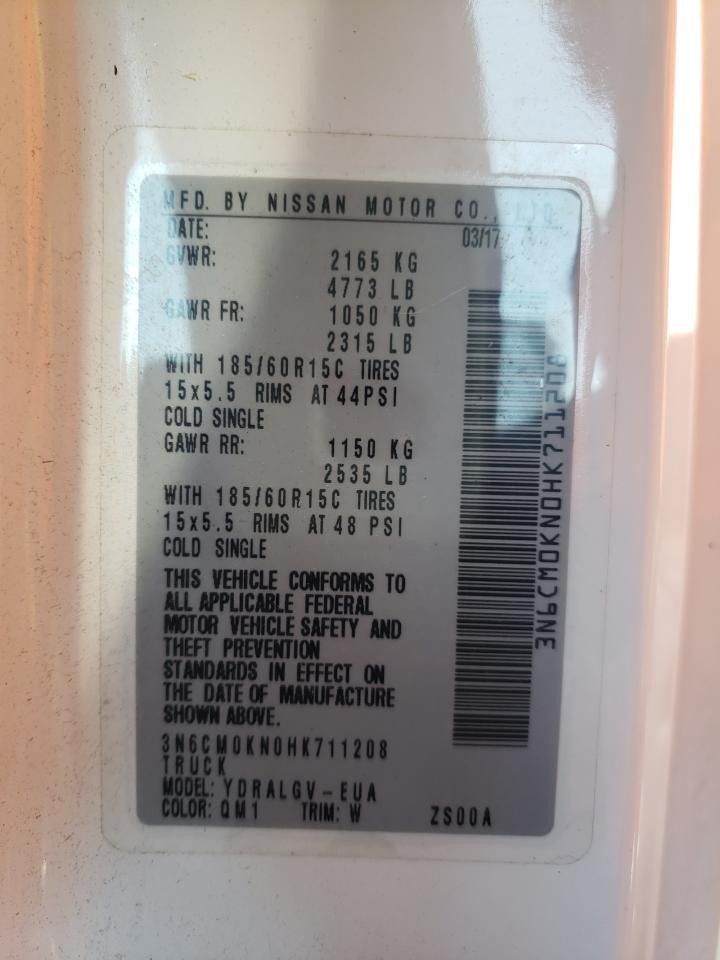 MFD. BY NISSAN MOTOR CO., LTD.
DATE: 03/17
GVWR: 2165 KG
4773 LB
GAWR FR: 1050 KG
2315 LB
WITH 185/60R15C TIRES
15x5.5 RIMS AT 44PSI
COLD SINGLE
GAWR RR: 1150 KG
2535 LB
WITH 185/60R15C TIRES
15x5.5 RIMS AT 48 PSI
COLD SINGLE
THIS VEHICLE CONFORMS TO
ALL APPLICABLE FEDERAL
MOTOR VEHICLE SAFETY AND
THEFT PREVENTION
STANDARDS IN EFFECT ON
THE DATE OF MANUFACTURE
SHOWN ABOVE.
3N6CM0KN0HK711208
TRUCK
MODEL: YDRALGV-EUA
COLOR: QM1 TRIM: W ZS00A
3N6CM0KN0HK711208